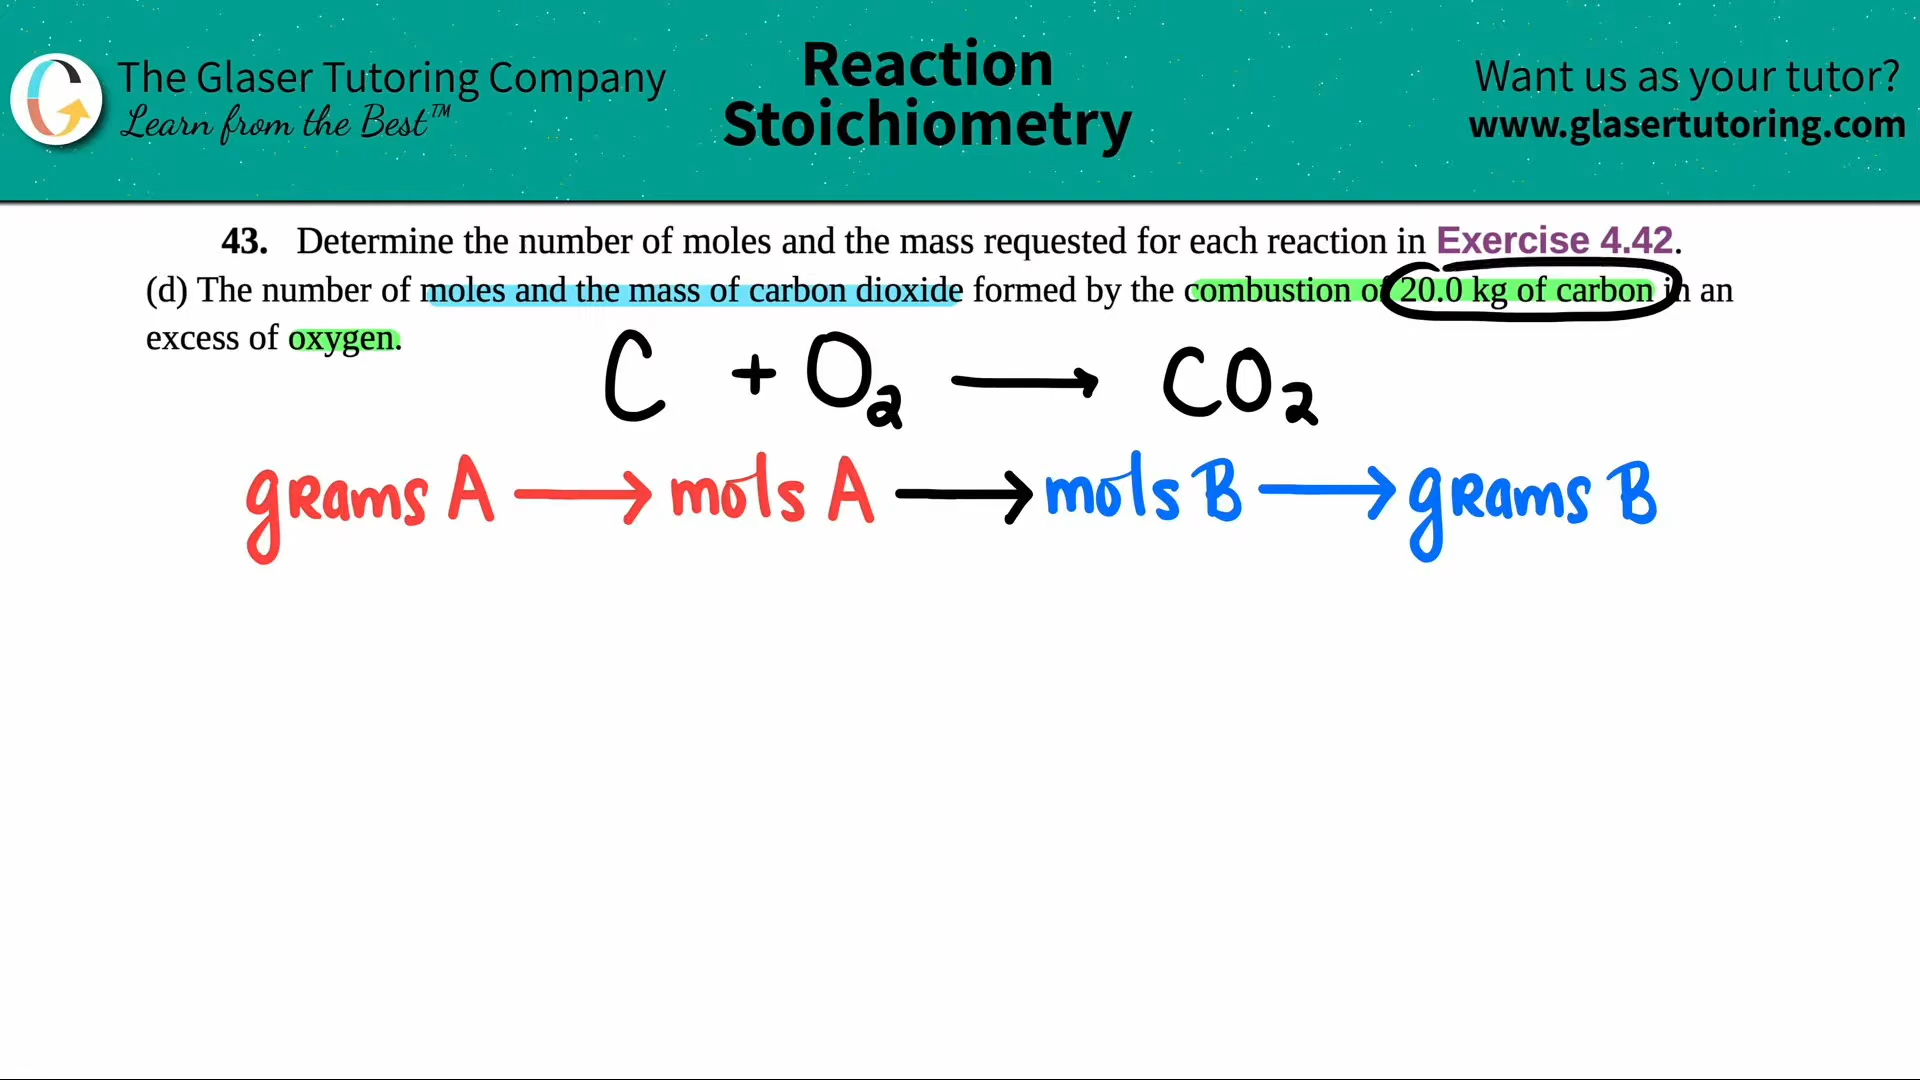 The Glaser Tutoring Company
Learn from the Best™
Reaction
Stoichiometry
Want us as your tutor?
www.glasertutoring.com
43. Determine the number of moles and the mass requested for each reaction in Exercise 4.42.
(d) The number of moles and the mass of carbon dioxide formed by the combustion of 20.0 kg of carbon in an
excess of oxygen.
C + O₂ → CO₂
grams A → mols A → mols B → grams B